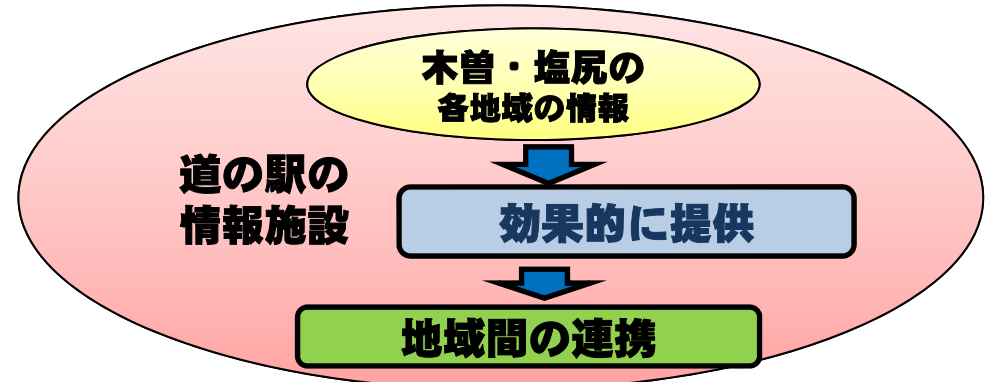 木曽・塩尻の
各地域の情報
道の駅の
情報施設
効果的に提供
地域間の連携